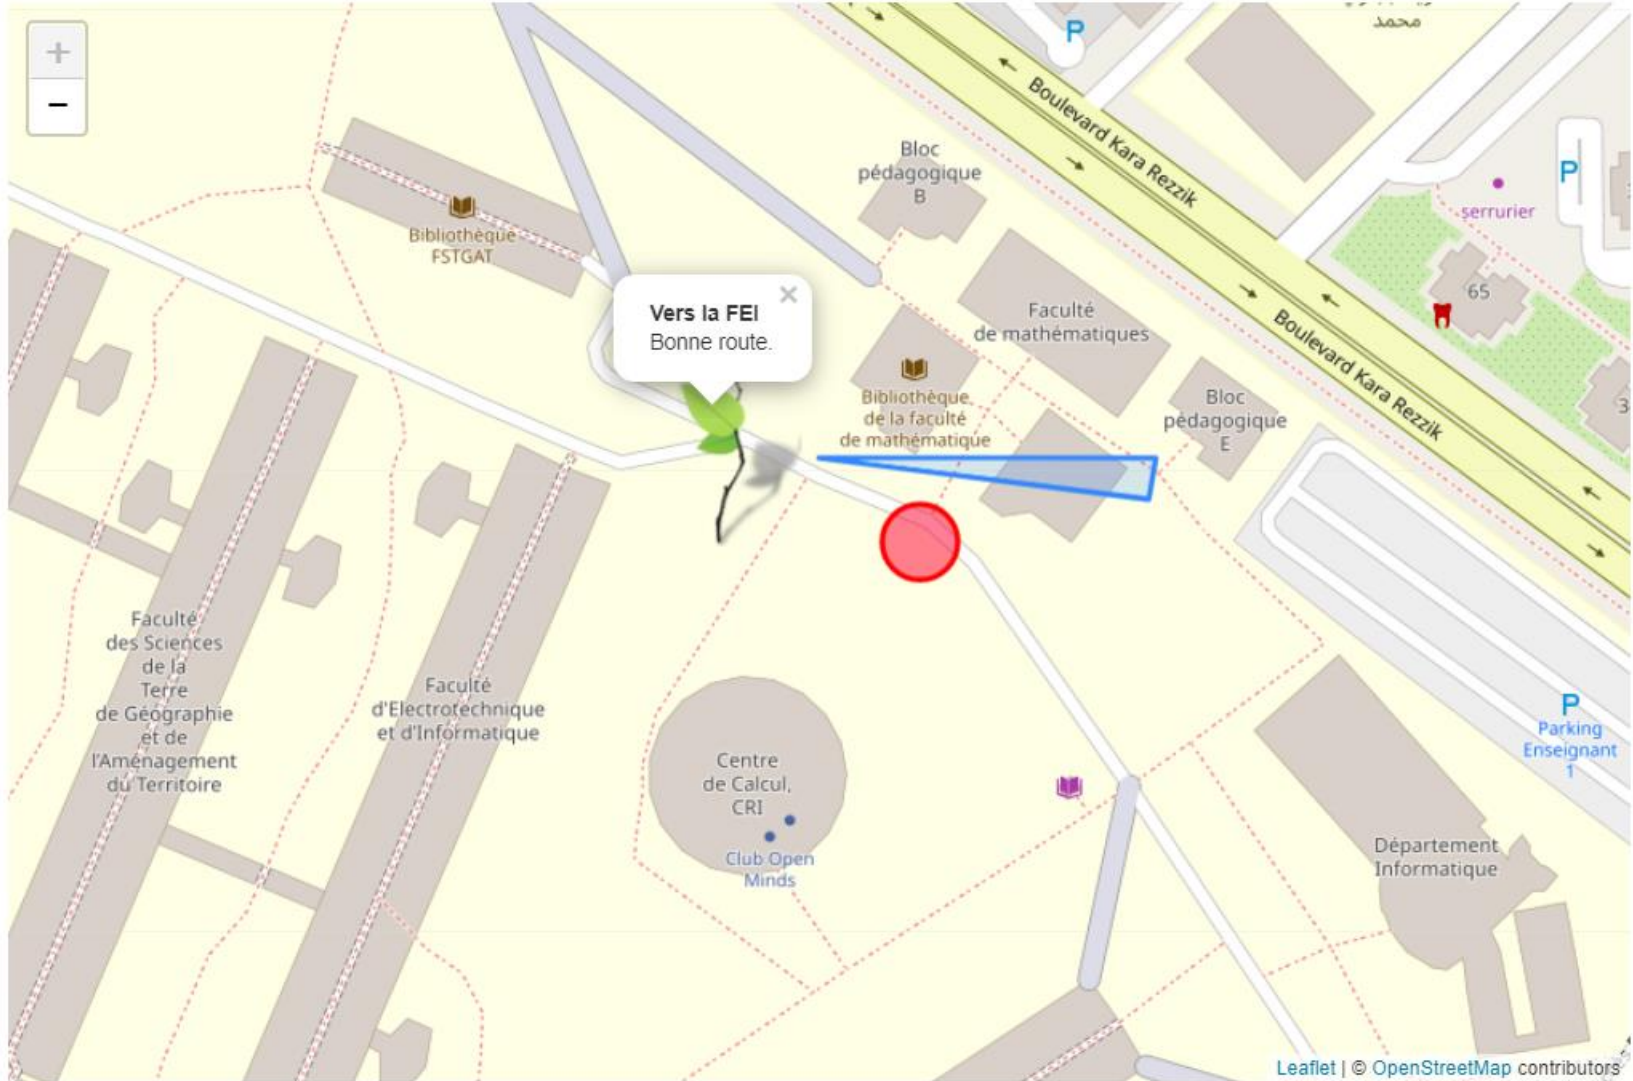 +
−
P
محمد
Boulevard Kara Rezzik
Bloc
pédagogique
B
P
serrurier
Bibliothèque
FSTGAT
65
Vers la FEI
×
Bonne route.
Faculté
de mathématiques
Boulevard Kara Rezzik
Bibliothèque
de la faculté
de mathématique
Bloc
pédagogique
E
3
Faculté
des Sciences
de la
Terre
de Géographie
et de
l'Aménagement
du Territoire
Faculté
d'Electrotechnique
et d'Informatique
P
Parking
Enseignant
1
Centre
de Calcul,
CRI
Club Open
Minds
Département
Informatique
Leaflet | © OpenStreetMap contributors